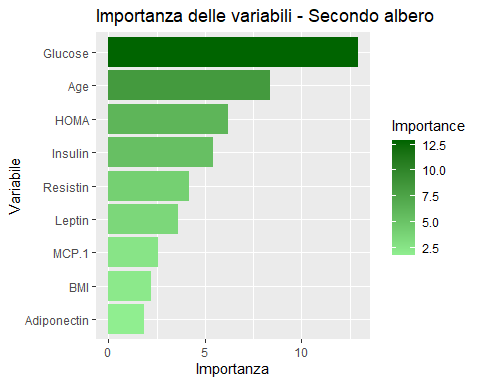 Importanza delle variabili - Secondo albero
Variabile
Glucose
Age
HOMA
Insulin
Resistin
Leptin
MCP.1
BMI
Adiponectin
0 5 10
Importanza
Importance
12.5
10.0
7.5
5.0
2.5